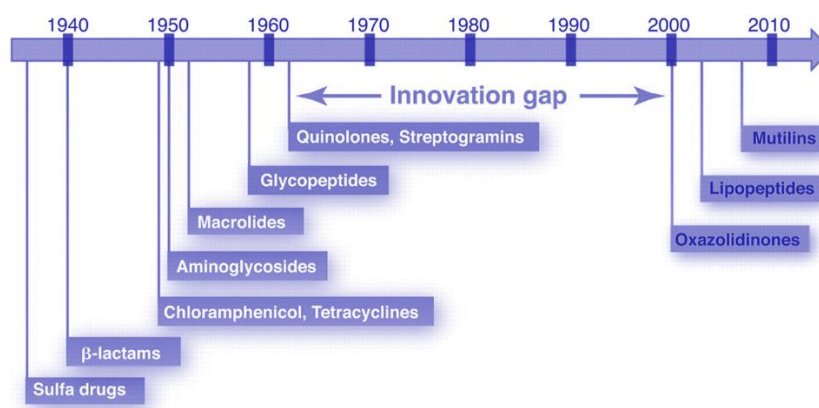 1940 1950 1960 1970 1980 1990 2000 2010
Innovation gap
Quinolones, Streptogramins
Mutilins
Glycopeptides
Lipopeptides
Macrolides
Oxazolidinones
Aminoglycosides
Chloramphenicol, Tetracyclines
β-lactams
Sulfa drugs